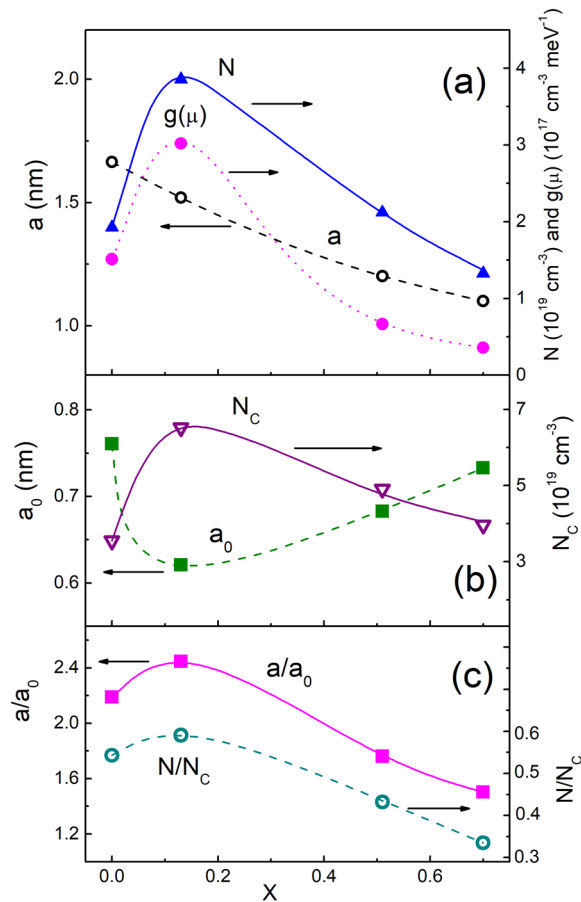 (a)
N
g(μ)
a
2.0
1.5
1.0
a (nm)
4
3
2
1
0
N (10¹⁹ cm⁻³) and g(μ) (10¹⁷ cm⁻³ meV⁻¹)
(b)
N_C
a₀
0.8
0.7
0.6
a₀ (nm)
7
5
3
N_C (10¹⁹ cm⁻³)
(c)
a/a₀
N/N_C
2.4
2.0
1.6
1.2
a/a₀
0.6
0.5
0.4
0.3
N/N_C
0.0 0.2 0.4 0.6
X